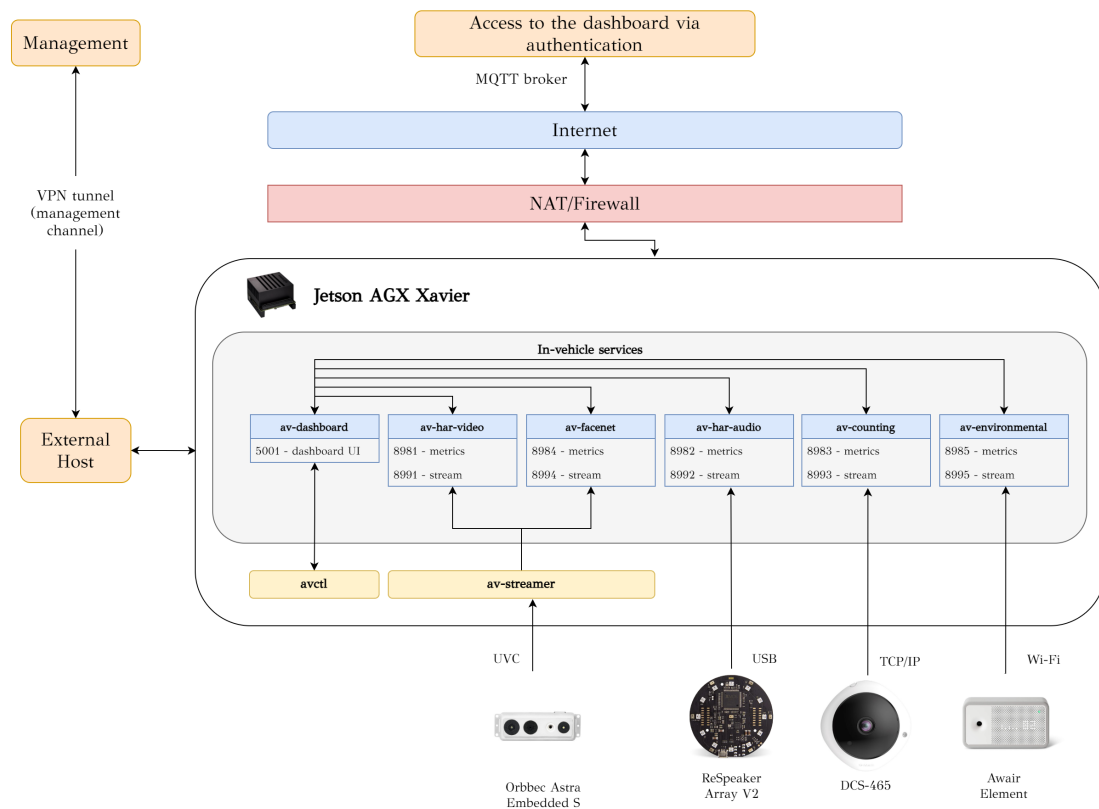 Management
Access to the dashboard via
authentication
MQTT broker
Internet
VPN tunnel
(management
channel)
NAT/Firewall
Jetson AGX Xavier
In-vehicle services
External
Host
av-dashboard
5001 - dashboard UI
av-har-video
8981 - metrics
8991 - stream
av-facenet
8984 - metrics
8994 - stream
av-har-audio
8982 - metrics
8992 - stream
av-counting
8983 - metrics
8993 - stream
av-environmental
8985 - metrics
8995 - stream
avctl
av-streamer
UVC
USB
TCP/IP
Wi-Fi
Orbbec Astra
Embedded S
ReSpeaker
Array V2
DCS-465
Awair
Element